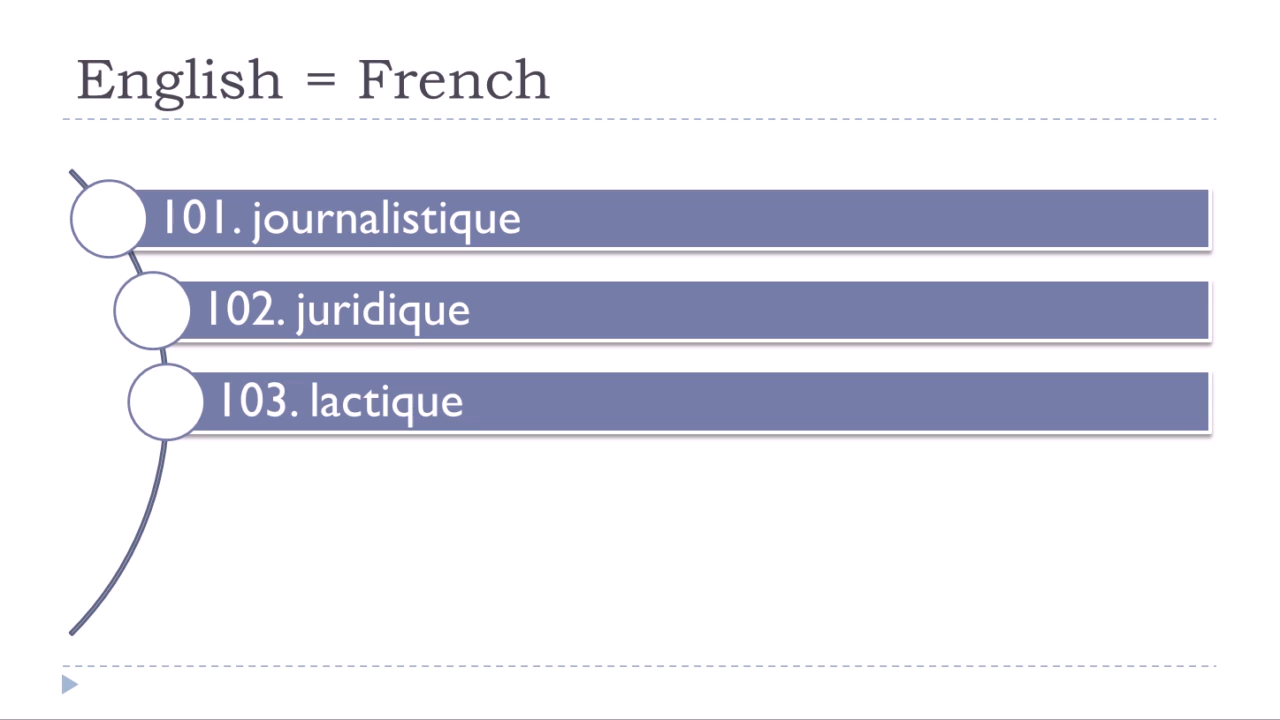 English = French
101. journalistique
102. juridique
103. lactique